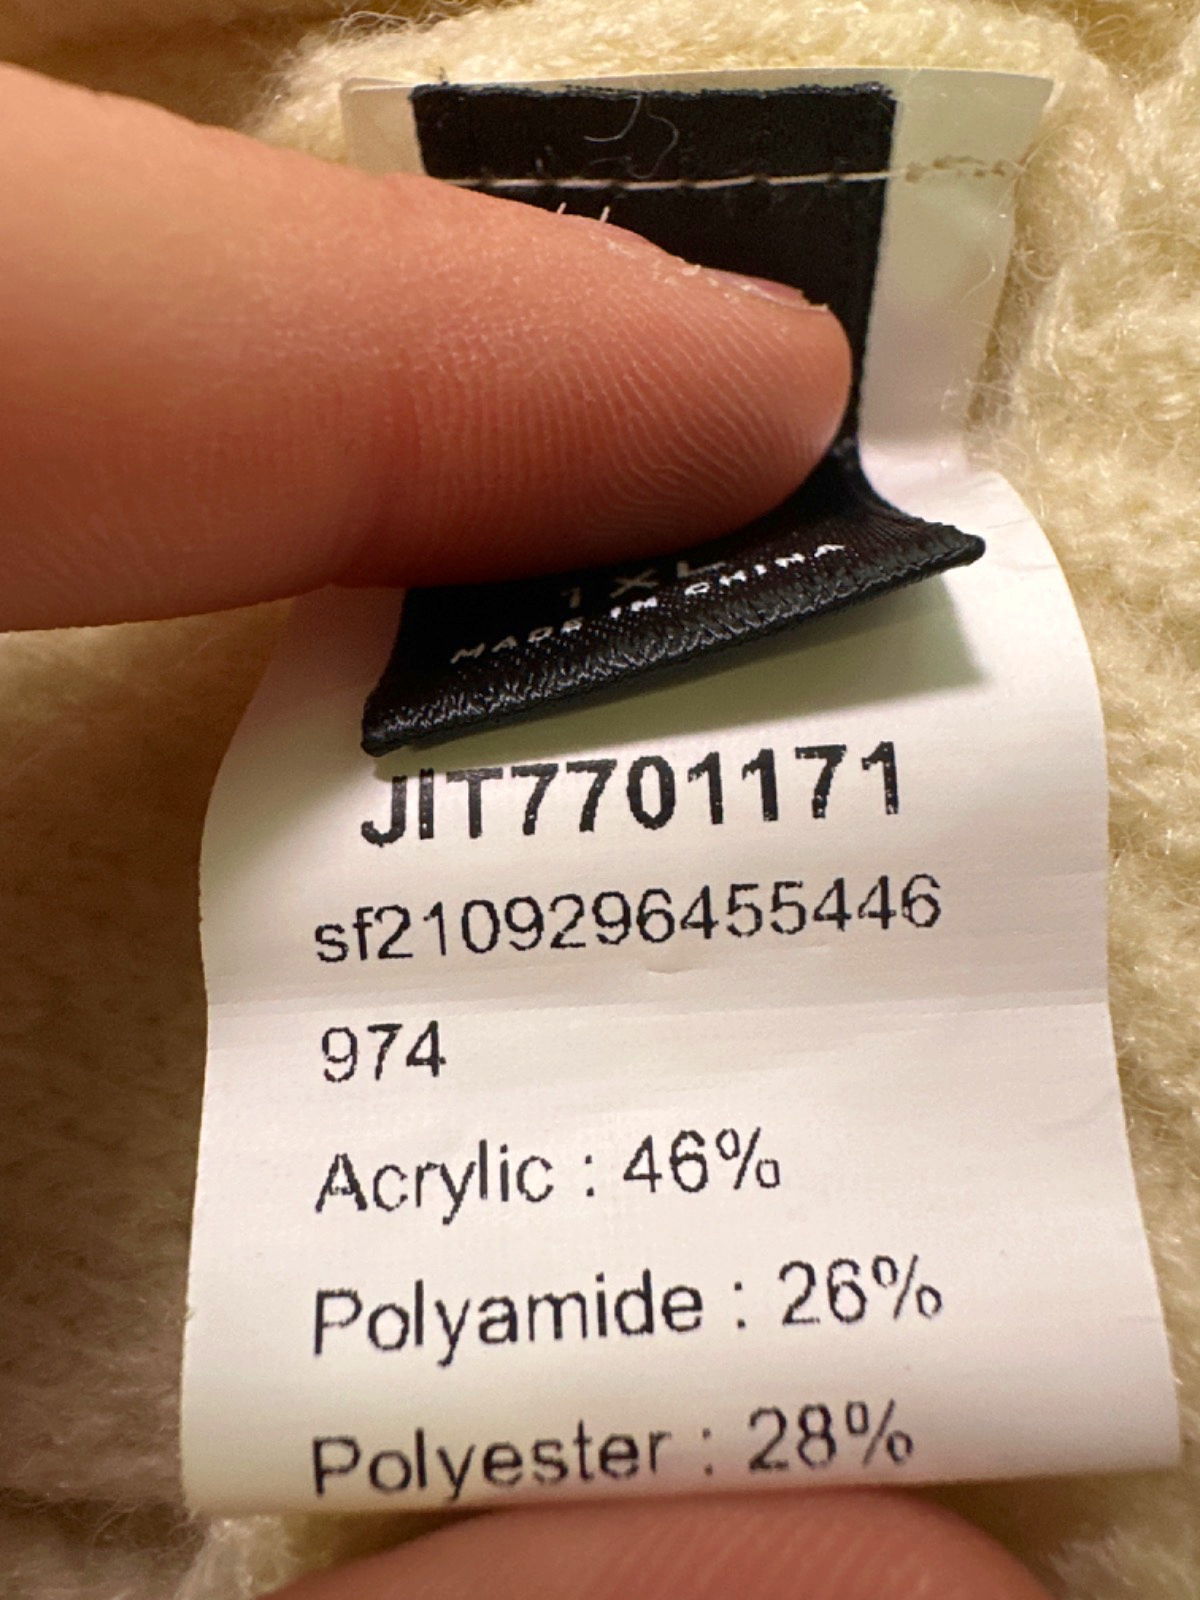 1XL
MADE IN CHINA
JIT7701171
sf2109296455446
974
Acrylic : 46%
Polyamide : 26%
Polyester : 28%